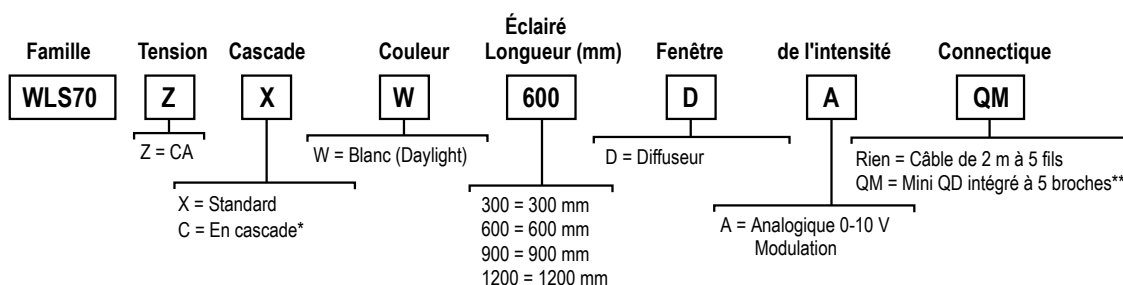 Famille
Tension
Cascade
Couleur
Éclairé
Longueur (mm)
Fenêtre
de l'intensité
Connectique
WLS70
Z
X
W
600
D
A
QM
Z = CA
W = Blanc (Daylight)
D = Diffuseur
Rien = Câble de 2 m à 5 fils
QM = Mini QD intégré à 5 broches**
X = Standard
C = En cascade*
300 = 300 mm
600 = 600 mm
900 = 900 mm
1200 = 1200 mm
A = Analogique 0-10 V
Modulation